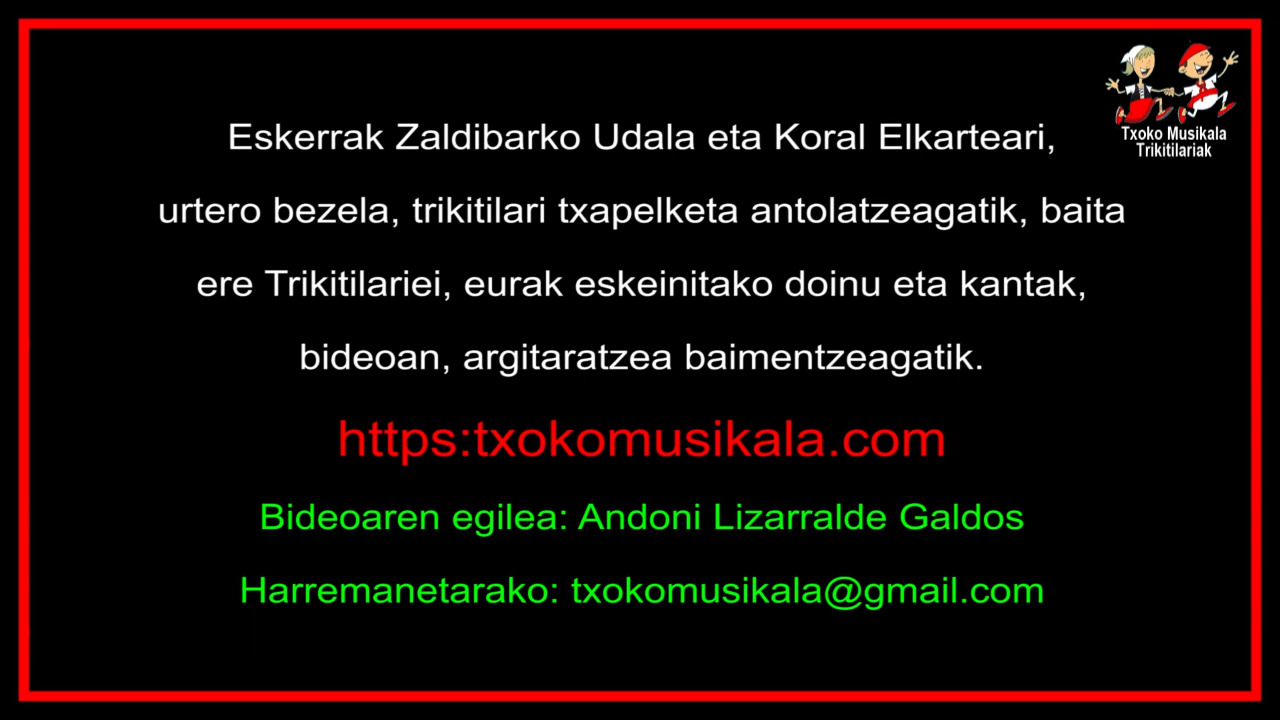 Txoko Musikala
Trikitilariak
Eskerrak Zaldibarko Udala eta Koral Elkarteari,
urtero bezela, trikitilari txapelketa antolatzeagatik, baita
ere Trikitilariei, eurak eskeinitako doinu eta kantak,
bideoan, argitaratzea baimentzeagatik.
https:txokomusikala.com
Bideoaren egilea: Andoni Lizarralde Galdos
Harremanetarako: txokomusikala@gmail.com